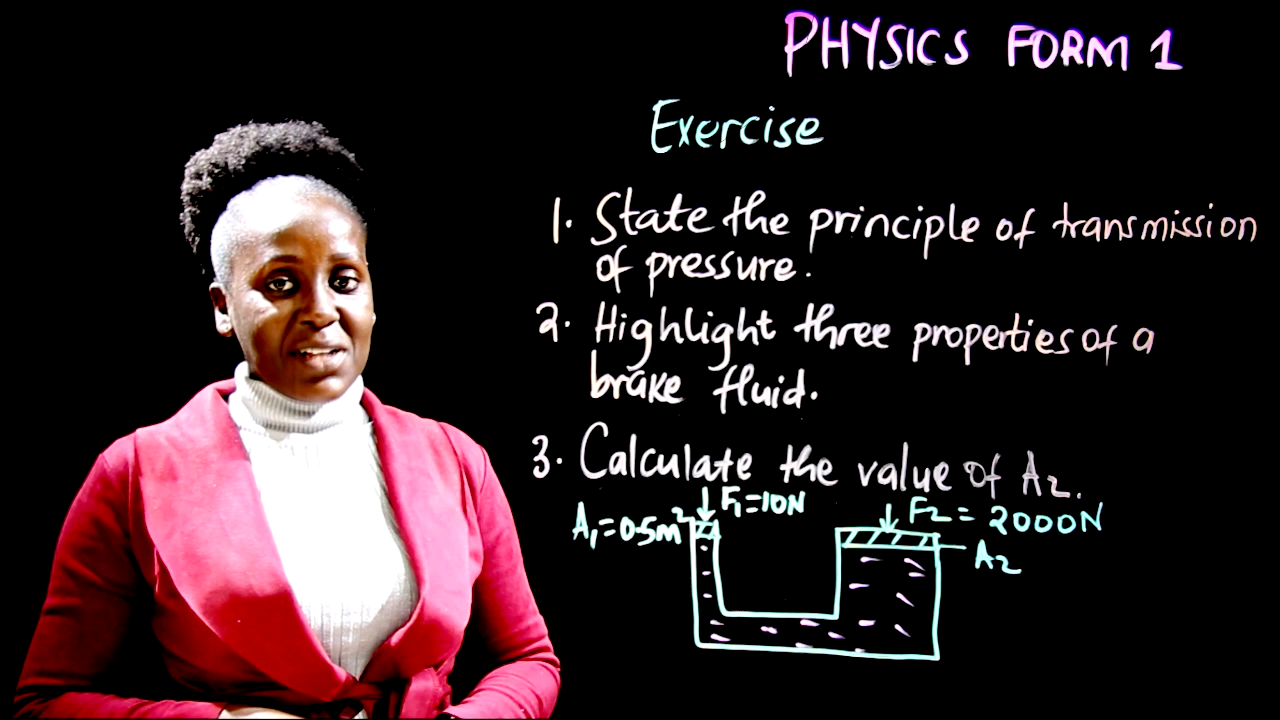 PHYSICS FORM 1
Exercise
1. State the principle of transmission
of pressure.
2. Highlight three properties of a
brake fluid.
3. Calculate the value of A₂.
F₁=10N
A₁=0.5m²
F₂=2000N
A₂